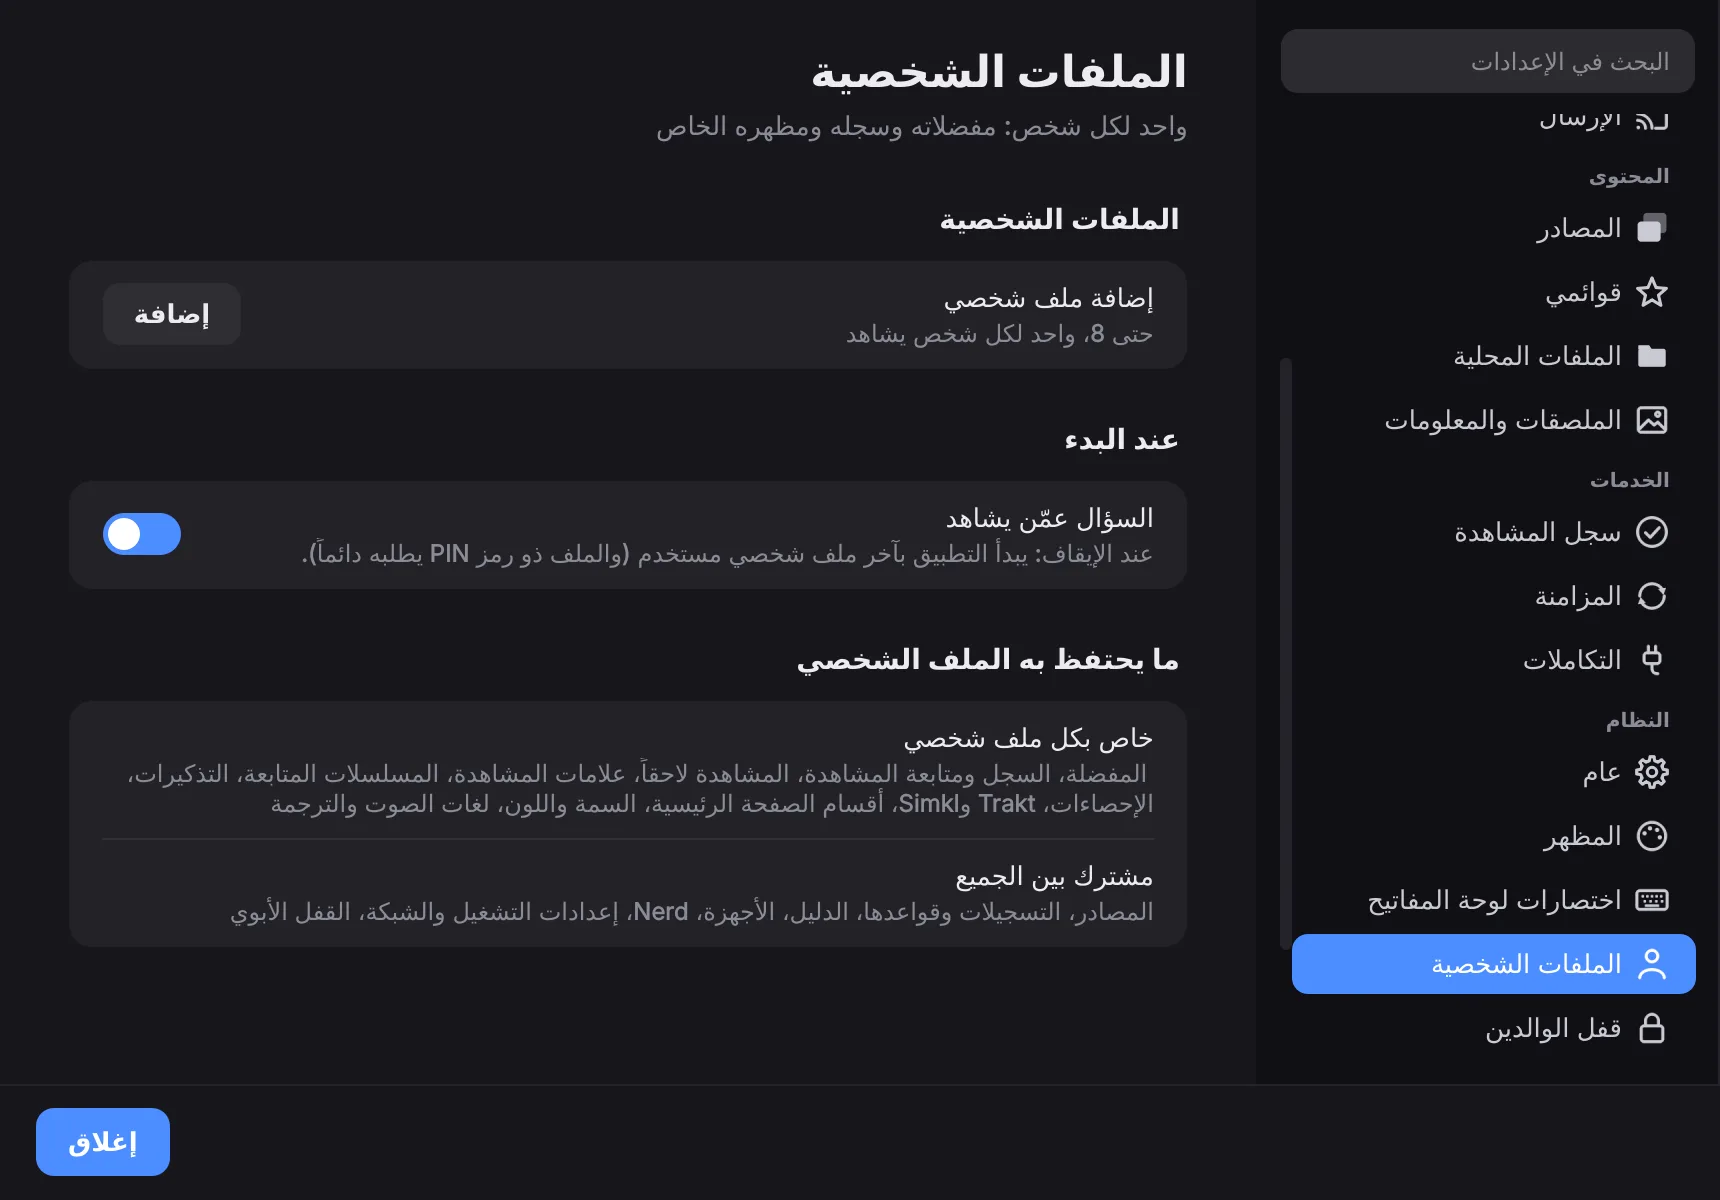 البحث في الإعدادات
الإرسال
المحتوى
المصادر
قوائمي
الملفات المحلية
الملصقات والمعلومات
الخدمات
سجل المشاهدة
المزامنة
التكاملات
النظام
عام
المظهر
اختصارات لوحة المفاتيح
الملفات الشخصية
قفل الوالدين
الملفات الشخصية
واحد لكل شخص: مفضلاته وسجله ومظهره الخاص
الملفات الشخصية
إضافة ملف شخصي
حتى 8، واحد لكل شخص يشاهد
إضافة
عند البدء
السؤال عمّن يشاهد
عند الإيقاف: يبدأ التطبيق بآخر ملف شخصي مستخدم (والملف ذو رمز PIN يطلبه دائماً).
ما يحتفظ به الملف الشخصي
خاص بكل ملف شخصي
المفضلة، السجل ومتابعة المشاهدة، المشاهدة لاحقاً، علامات المشاهدة، المسلسلات المتابعة، التذكيرات،
الإحصاءات، Trakt وSimkl، أقسام الصفحة الرئيسية، السمة واللون، لغات الصوت والترجمة
مشترك بين الجميع
المصادر، التسجيلات وقواعدها، الدليل، الأجهزة، Nerd، إعدادات التشغيل والشبكة، القفل الأبوي
إغلاق